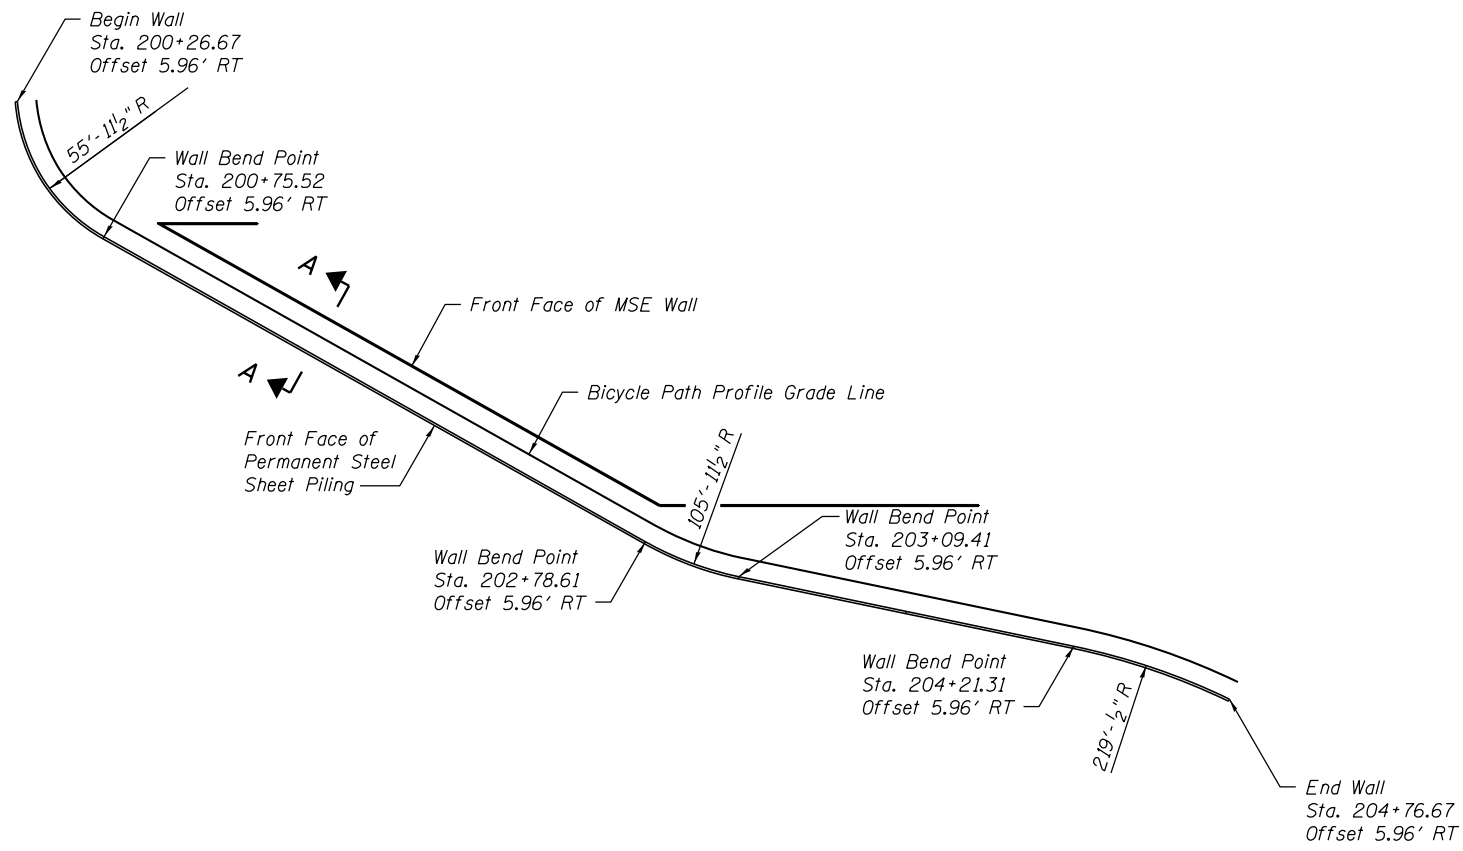 Begin Wall
Sta. 200+26.67
Offset 5.96' RT
55'-11½" R
Wall Bend Point
Sta. 200+75.52
Offset 5.96' RT
A
Front Face of MSE Wall
A
Bicycle Path Profile Grade Line
Front Face of
Permanent Steel
Sheet Piling
105'-11½" R
Wall Bend Point
Sta. 203+09.41
Offset 5.96' RT
Wall Bend Point
Sta. 202+78.61
Offset 5.96' RT
Wall Bend Point
Sta. 204+21.31
Offset 5.96' RT
219'-½" R
End Wall
Sta. 204+76.67
Offset 5.96' RT